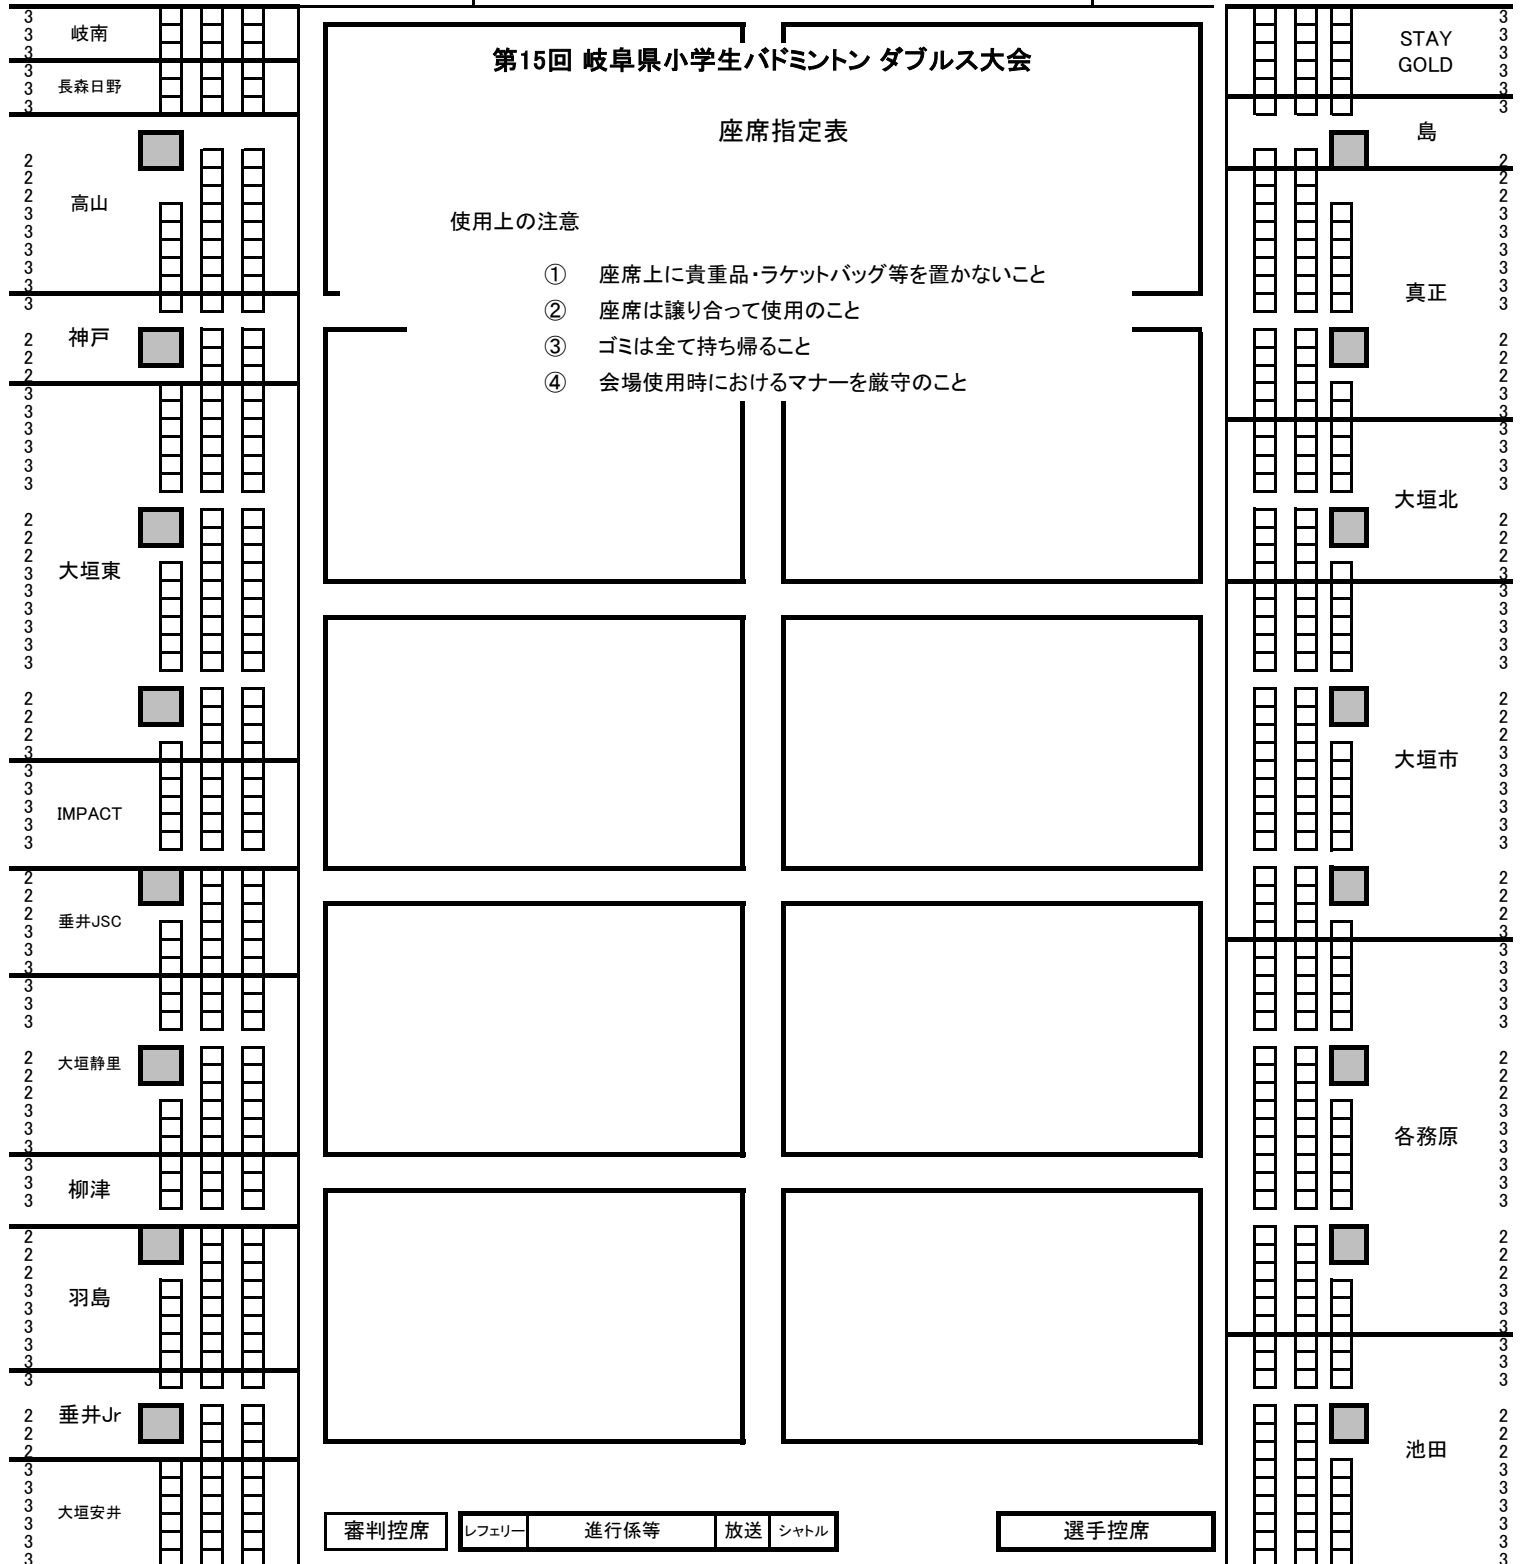 第15回 岐阜県小学生バドミントン ダブルス大会
座席指定表
使用上の注意
① 座席上に貴重品・ラケットバッグ等を置かないこと
② 座席は譲り合って使用のこと
③ ゴミは全て持ち帰ること
④ 会場使用時におけるマナーを厳守のこと
岐南
長森日野
高山
神戸
大垣東
IMPACT
垂井JSC
大垣静里
柳津
羽島
垂井Jr
大垣安井
STAY
GOLD
島
真正
大垣北
大垣市
各務原
池田
審判控席
レフェリー 進行係等 放送 シャトル
選手控席